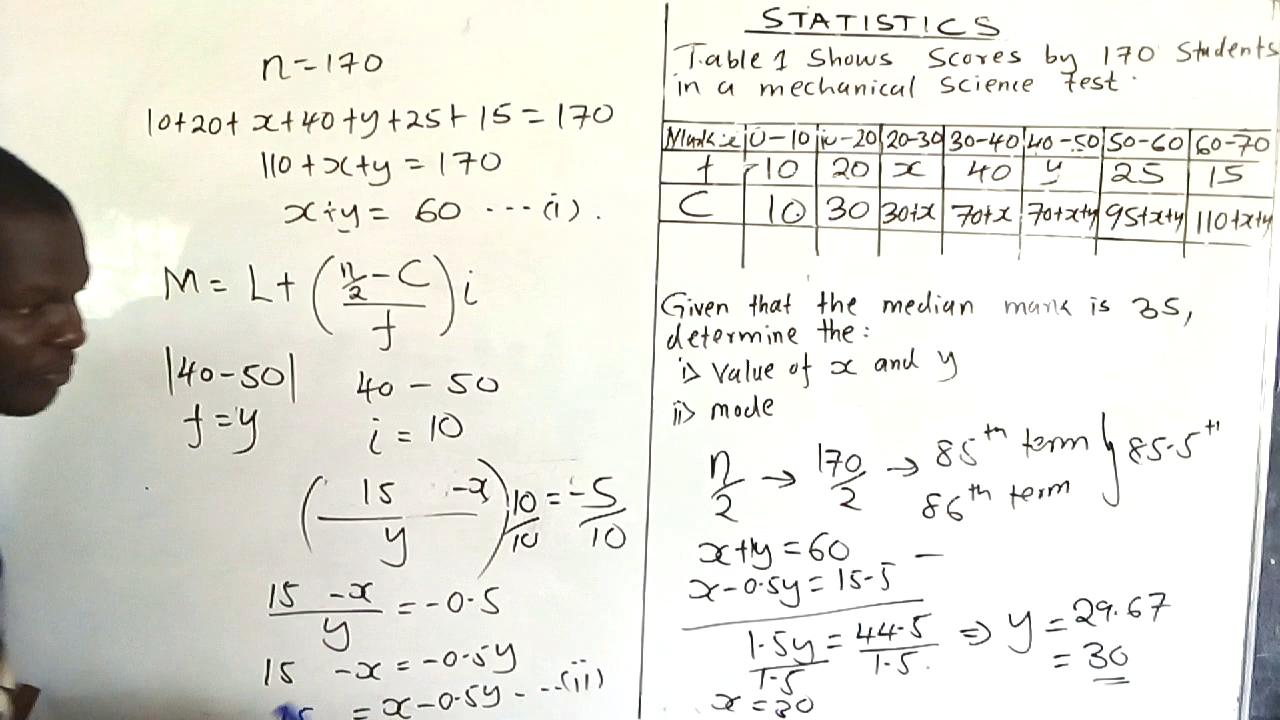 n=170
10+20+x+40+y+25+15=170
110+x+y=170
x+y= 60 ---(i).
M= L+(n/2-C/f)i
|40-50| 40-50
f=y i=10
(15 -x/y)10/10=-5/10
15 -x/y=-0.5
15 -x=-0.5y
=x-0.5y---(ii)
STATISTICS
Table 1 Shows Scores by 170 Students
in a mechanical Science test.
Marks 0-10 10-20 20-30 30-40 40-50 50-60 60-70
f 10 20 x 40 y 25 15
C 10 30 30+x 70+x 70+x+y 95+x+y 110+x+y
Given that the median mark is 35,
determine the:
i) Value of x and y
ii) mode
n/2 → 170/2 → 85th term } 85.5th
86th term
x+y=60 —
x-0.5y=15.5
1.5y/1.5=44.5/1.5. ⇒ y=29.67
=30
x=30